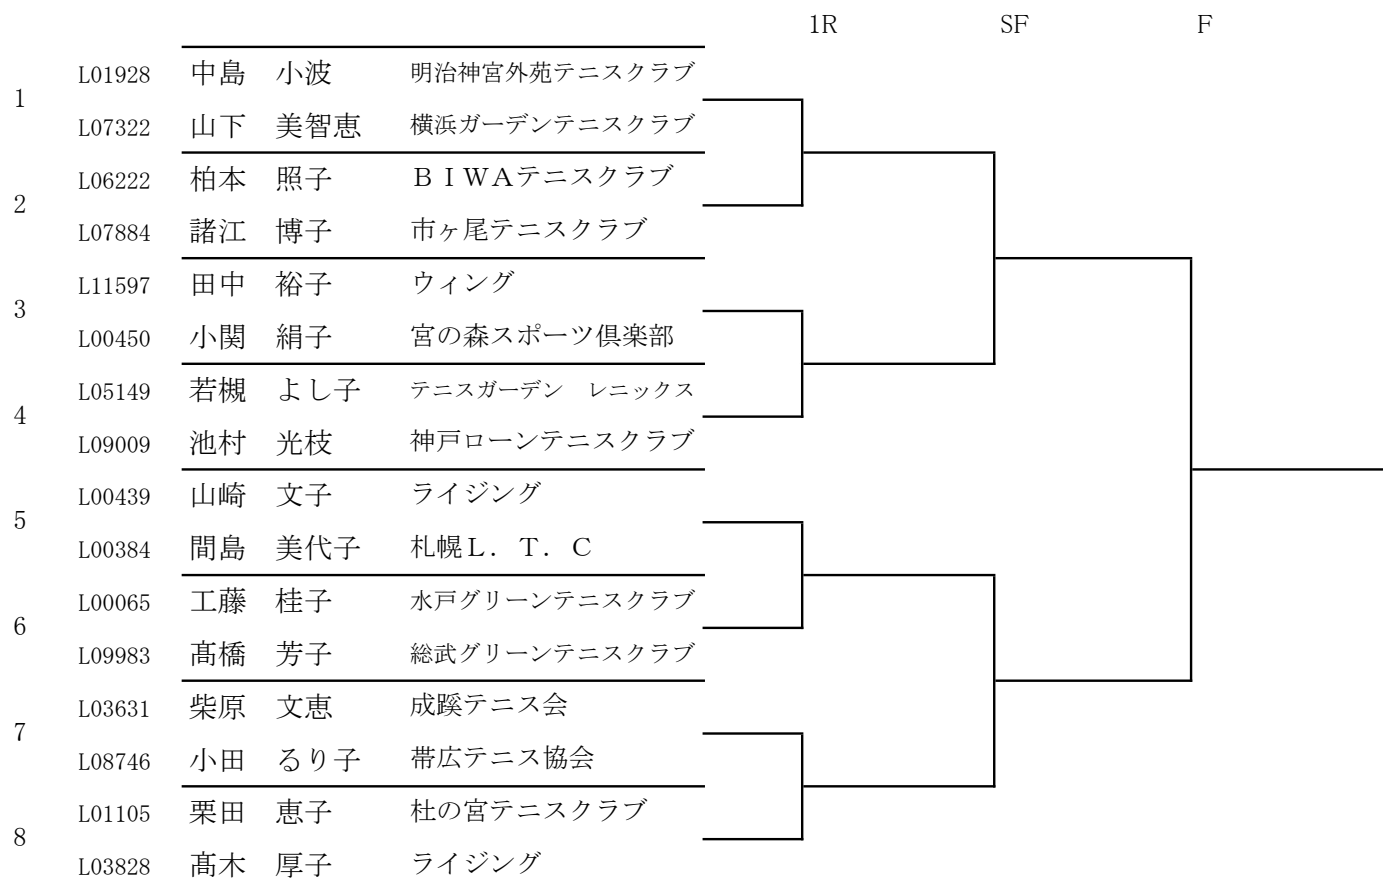 1R SF F
L01928 中島 小波 明治神宮外苑テニスクラブ
1
L07322 山下 美智恵 横浜ガーデンテニスクラブ
L06222 柏本 照子 ＢＩＷＡテニスクラブ
2
L07884 諸江 博子 市ヶ尾テニスクラブ
L11597 田中 裕子 ウィング
3
L00450 小関 絹子 宮の森スポーツ倶楽部
L05149 若槻 よし子 テニスガーデン　レニックス
4
L09009 池村 光枝 神戸ローンテニスクラブ
L00439 山崎 文子 ライジング
5
L00384 間島 美代子 札幌Ｌ．Ｔ．Ｃ
L00065 工藤 桂子 水戸グリーンテニスクラブ
6
L09983 髙橋 芳子 総武グリーンテニスクラブ
L03631 柴原 文恵 成蹊テニス会
7
L08746 小田 るり子 帯広テニス協会
L01105 栗田 恵子 杜の宮テニスクラブ
8
L03828 髙木 厚子 ライジング